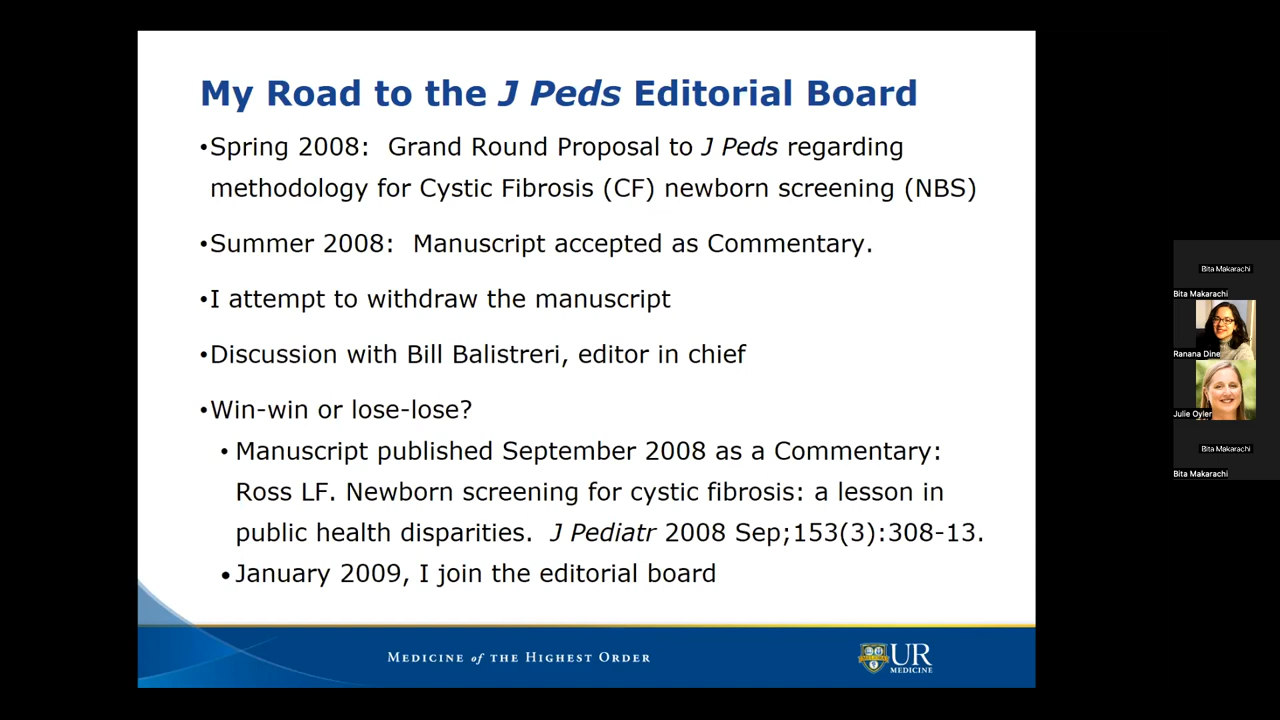 My Road to the J Peds Editorial Board
•Spring 2008: Grand Round Proposal to J Peds regarding
methodology for Cystic Fibrosis (CF) newborn screening (NBS)
•Summer 2008: Manuscript accepted as Commentary.
•I attempt to withdraw the manuscript
•Discussion with Bill Balistreri, editor in chief
•Win-win or lose-lose?
• Manuscript published September 2008 as a Commentary:
Ross LF. Newborn screening for cystic fibrosis: a lesson in
public health disparities. J Pediatr 2008 Sep;153(3):308-13.
•January 2009, I join the editorial board
MEDICINE of THE HIGHEST ORDER
UR
MEDICINE
Bita Makarachi
Bita Makarachi
Ranana Dine
Julie Oyler
Bita Makarachi
Bita Makarachi